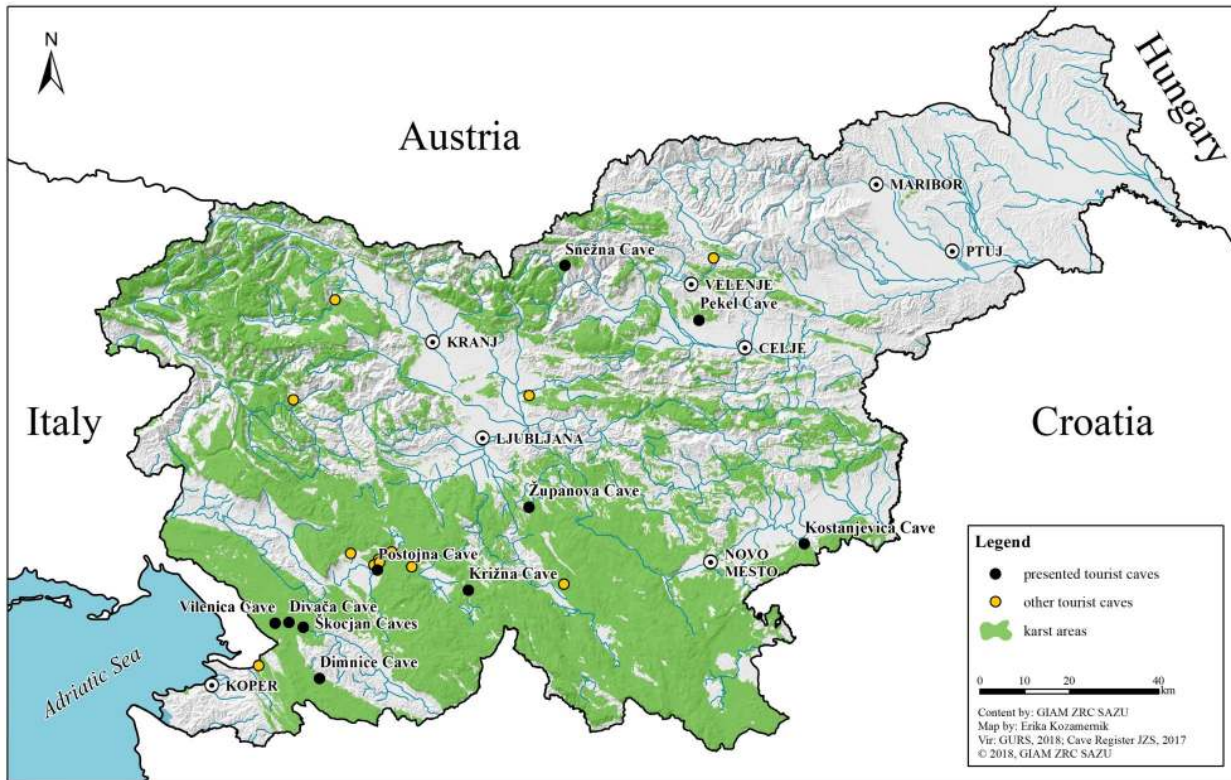 N
Austria
Hungary
MARIBOR
PTUJ
Snežna Cave
VELENJE
Pekel Cave
KRANJ
CELJE
Italy
Croatia
LJUBLJANA
Županova Cave
Kostanjevica Cave
Postojna Cave
NOVO
MESTO
Križna Cave
Vilenica Cave
Divača Cave
Škocjan Caves
Dimnice Cave
Adriatic Sea
KOPER
Legend
presented tourist caves
other tourist caves
karst areas
0 10 20 40
km
Content by: GIAM ZRC SAZU
Map by: Erika Kozamernik
Vir: GURS, 2018; Cave Register JZS, 2017
© 2018, GIAM ZRC SAZU